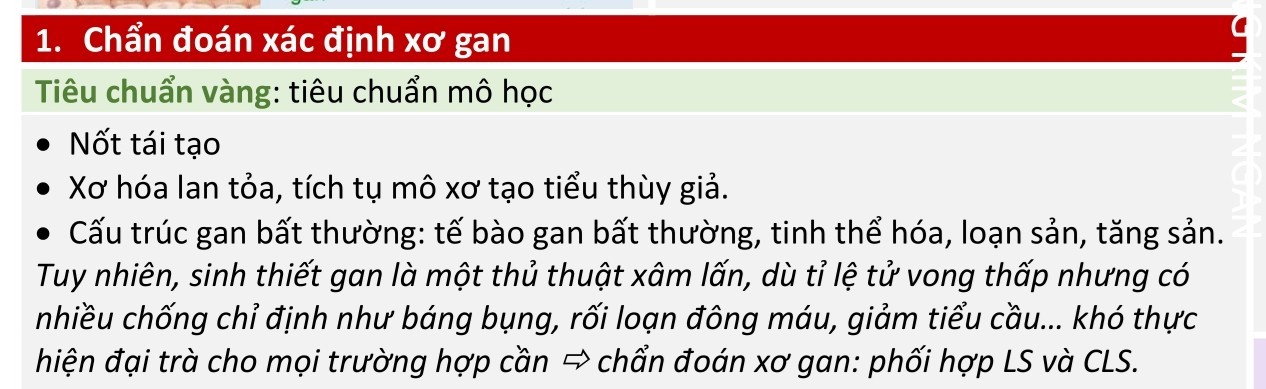 1. Chẩn đoán xác định xơ gan
Tiêu chuẩn vàng: tiêu chuẩn mô học
• Nốt tái tạo
• Xơ hóa lan tỏa, tích tụ mô xơ tạo tiểu thùy giả.
• Cấu trúc gan bất thường: tế bào gan bất thường, tinh thể hóa, loạn sản, tăng sản.
Tuy nhiên, sinh thiết gan là một thủ thuật xâm lấn, dù tỉ lệ tử vong thấp nhưng có
nhiều chống chỉ định như báng bụng, rối loạn đông máu, giảm tiểu cầu... khó thực
hiện đại trà cho mọi trường hợp cần ⇨ chẩn đoán xơ gan: phối hợp LS và CLS.
KIM NGÂN